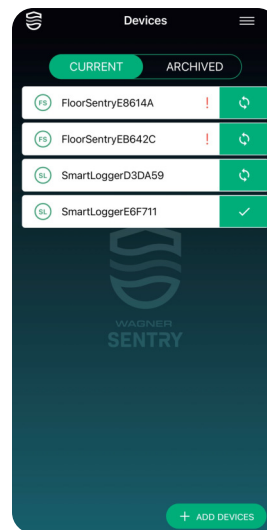 Devices
CURRENT ARCHIVED
FS FloorSentryE8614A !
FS FloorSentryEB642C !
SL SmartLoggerD3DA59
SL SmartLoggerE6F711
WAGNER
SENTRY
+ ADD DEVICES